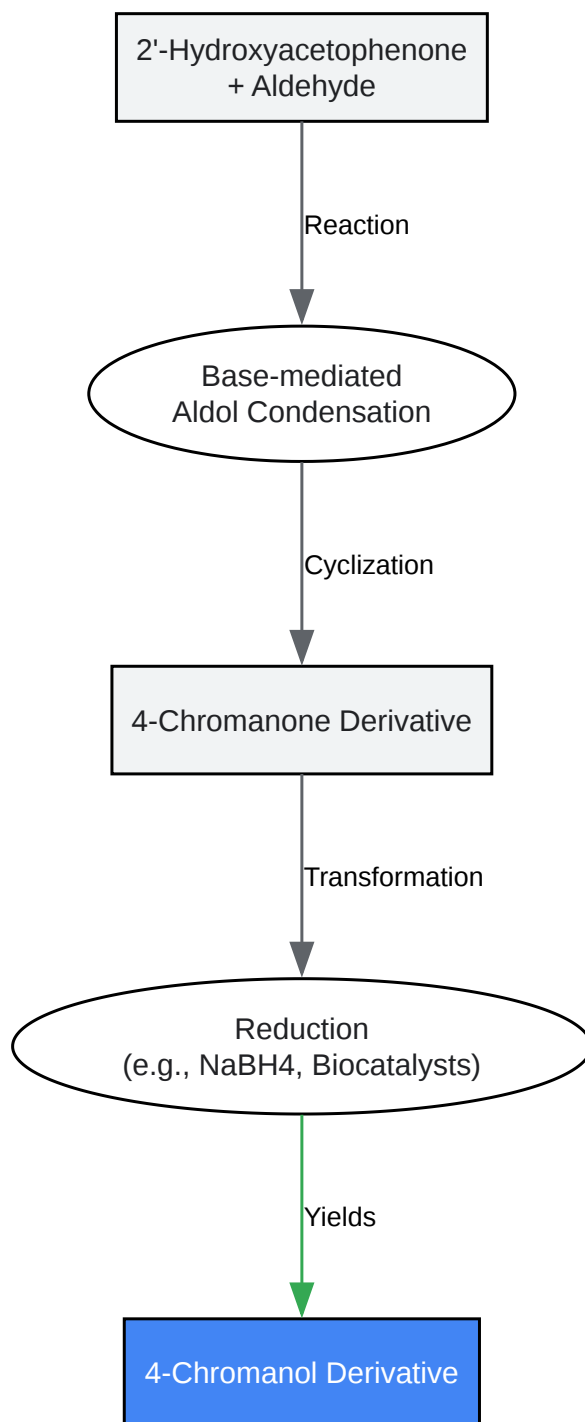 2'-Hydroxyacetophenone
+ Aldehyde
Reaction
Base-mediated
Aldol Condensation
Cyclization
4-Chromanone Derivative
Transformation
Reduction
(e.g., NaBH4, Biocatalysts)
Yields
4-Chromanol Derivative